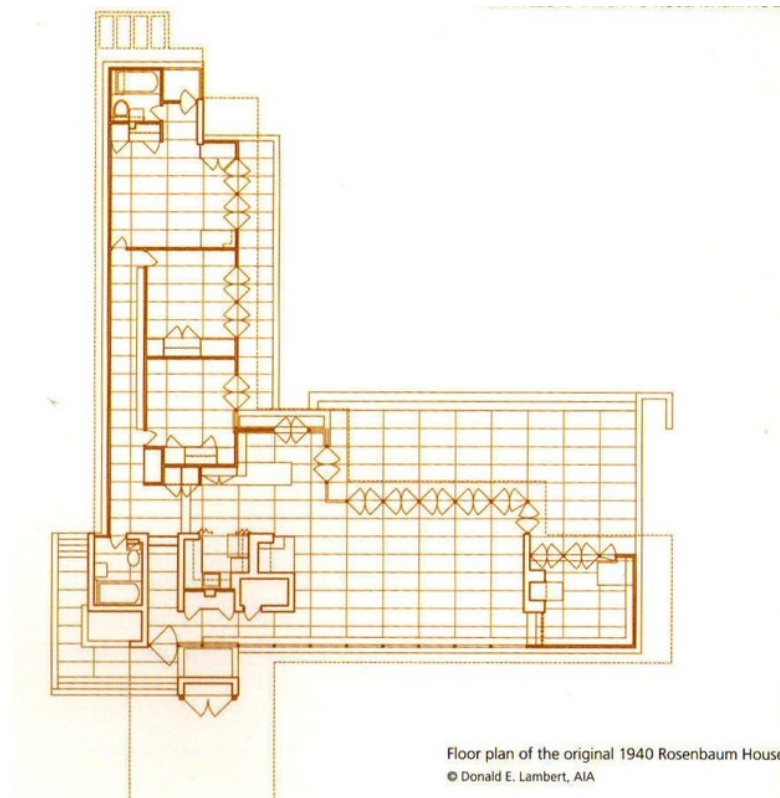 Floor plan of the original 1940 Rosenbaum House
© Donald E. Lambert, AIA